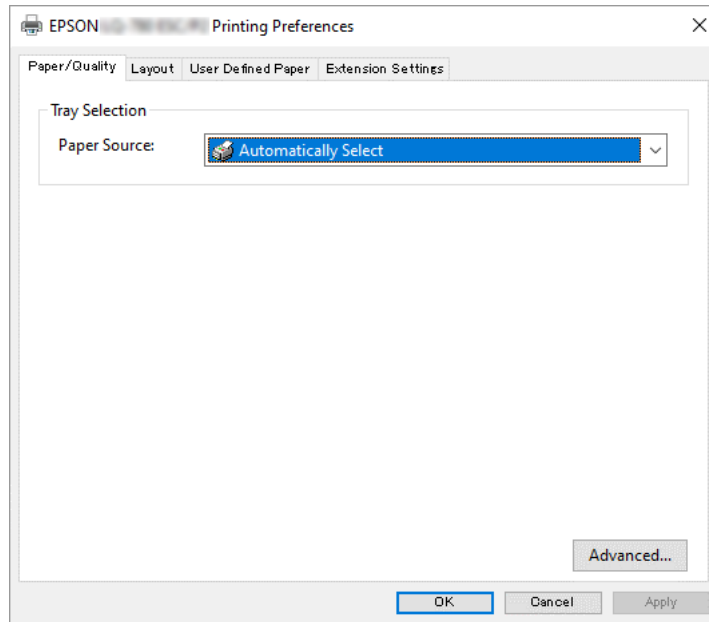 EPSON Printing Preferences
Paper/Quality Layout User Defined Paper Extension Settings
Tray Selection
Paper Source: Automatically Select
Advanced...
OK Cancel Apply